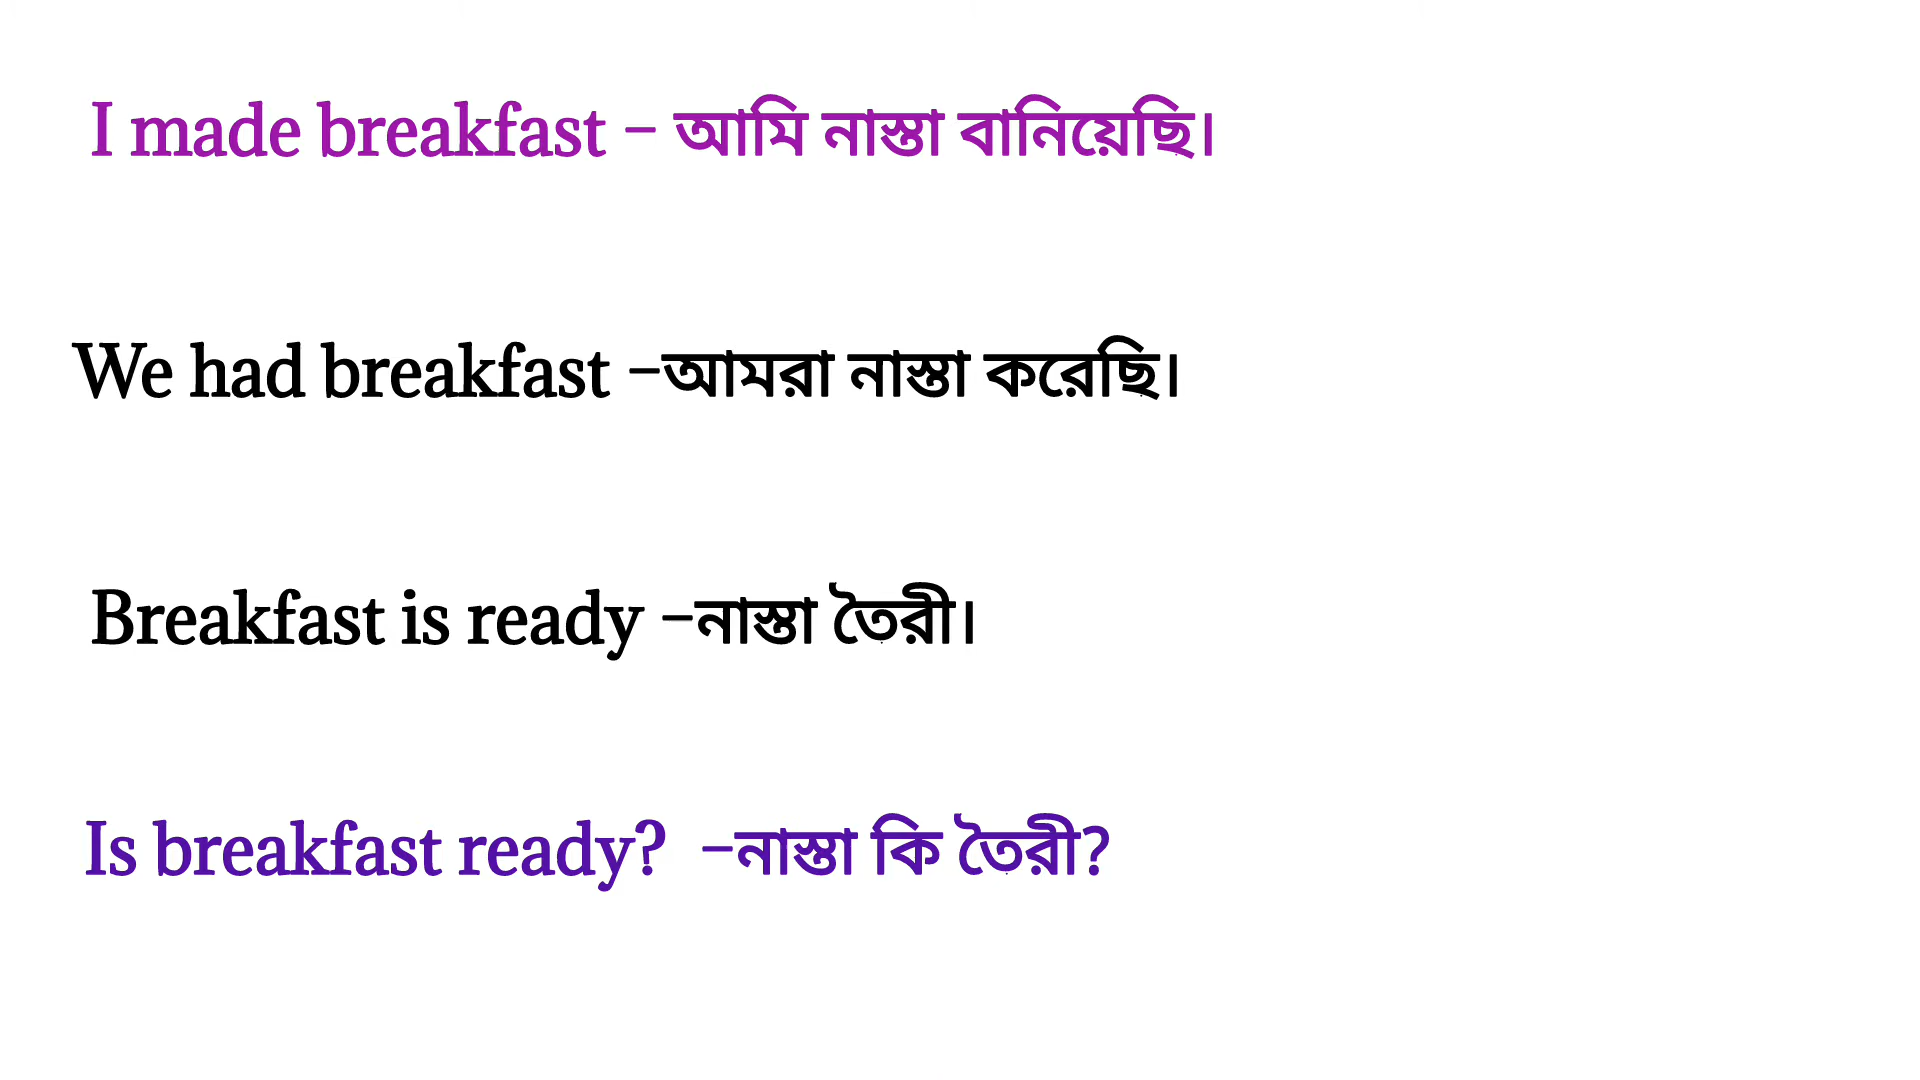 I made breakfast – আমি নাস্তা বানিয়েছি।
We had breakfast –আমরা নাস্তা করেছি।
Breakfast is ready –নাস্তা তৈরী।
Is breakfast ready? –নাস্তা কি তৈরী?